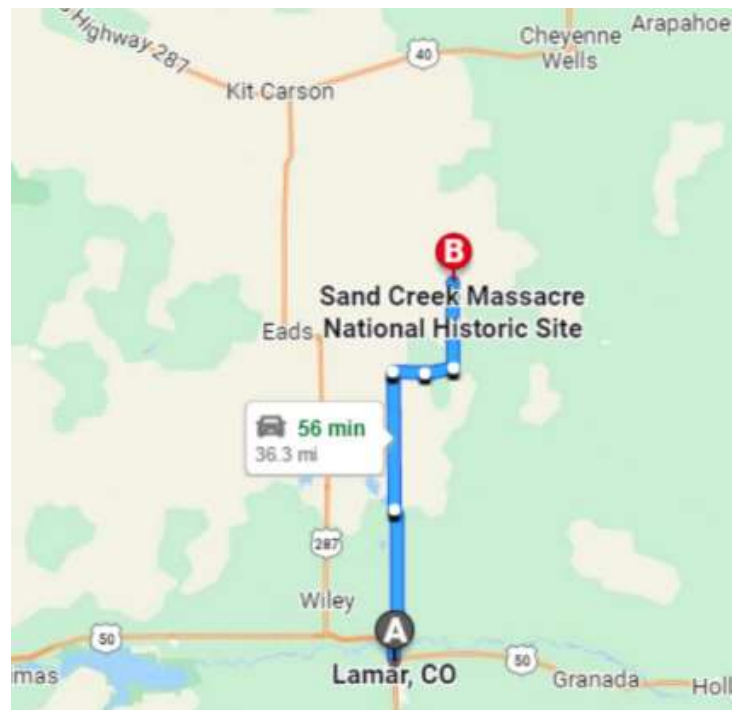 Arapahoe
Highway 287
Cheyenne
Wells
40
Kit Carson
B
Sand Creek Massacre
National Historic Site
Eads
56 min
36.3 mi
287
Wiley
A
50
50
mas
Lamar, CO
Granada
Holl